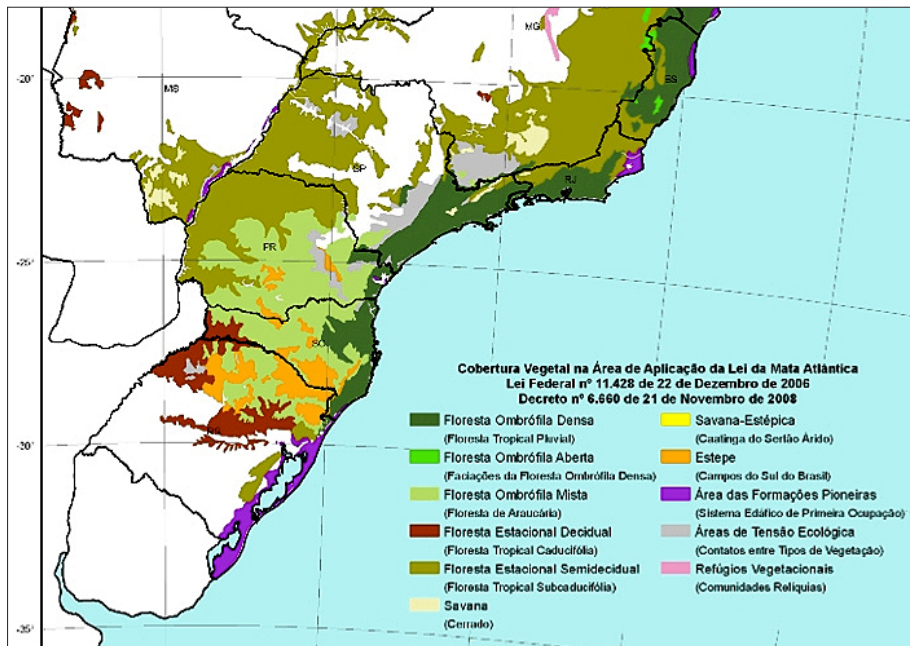 MG
-20°
MS
ES
SP
RJ
PR
-25°
SC
Cobertura Vegetal na Área de Aplicação da Lei da Mata Atlântica
Lei Federal nº 11.428 de 22 de Dezembro de 2006
Decreto nº 6.660 de 21 de Novembro de 2008
Floresta Ombrófila Densa
(Floresta Tropical Pluvial)
Floresta Ombrófila Aberta
(Faciações da Floresta Ombrófila Densa)
Floresta Ombrófila Mista
(Floresta de Araucária)
Floresta Estacional Decidual
(Floresta Tropical Caducifólia)
Floresta Estacional Semidecidual
(Floresta Tropical Subcaducifólia)
Savana
(Cerrado)
Savana-Estépica
(Caatinga do Sertão Árido)
Estepe
(Campos do Sul do Brasil)
Área das Formações Pioneiras
(Sistema Edáfico de Primeira Ocupação)
Áreas de Tensão Ecológica
(Contatos entre Tipos de Vegetação)
Refúgios Vegetacionais
(Comunidades Relíquias)
RS
-30°
-25°